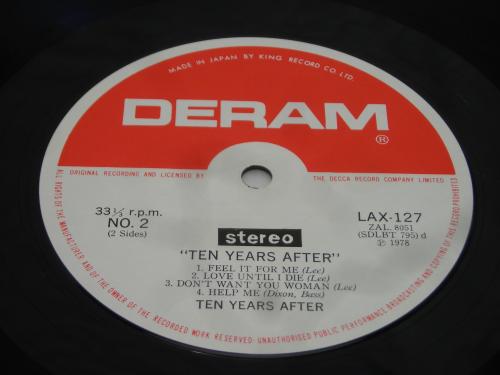 MADE IN JAPAN BY KING RECORD CO. LTD.
DERAM
®
ORIGINAL RECORDING AND LICENSED BY THE DECCA RECORD COMPANY LIMITED
33 1/3 r.p.m.
NO. 2
(2 Sides)
stereo
LAX-127
ZAL. 8051
(SDLBT 795) d
℗ 1978
"TEN YEARS AFTER"
1. FEEL IT FOR ME (Lee)
2. LOVE UNTIL I DIE (Lee)
3. DON'T WANT YOU WOMAN (Lee)
4. HELP ME (Dixon, Bass)
TEN YEARS AFTER
ALL RIGHTS OF THE MANUFACTURER AND OF THE OWNER OF THE RECORDED WORK RESERVED· UNAUTHORISED PUBLIC PERFORMANCE BROADCASTING AND COPYING OF THIS RECORD PROHIBITED